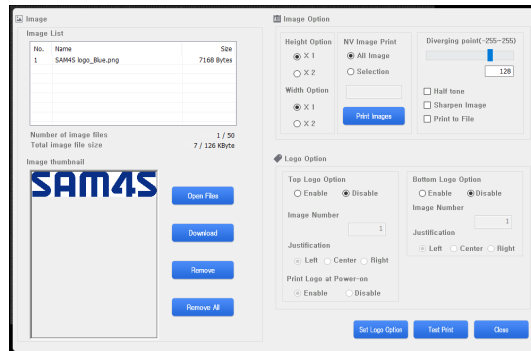 Image
Image List
No. Name Size
1 SAM4S logo_Blue.png 7168 Bytes
Number of image files 1 / 50
Total image file size 7 / 126 KByte
Image thumbnail
SAM4S
Open Files
Download
Remove
Remove All
Image Option
Height Option
X 1
X 2
Width Option
X 1
X 2
NV Image Print
All Image
Selection
Print Images
Diverging point(-255~255)
128
Half tone
Sharpen Image
Print to File
Logo Option
Top Logo Option
Enable Disable
Image Number
1
Justification
Left Center Right
Print Logo at Power-on
Enable Disable
Bottom Logo Option
Enable Disable
Image Number
1
Justification
Left Center Right
Set Logo Option Test Print Close